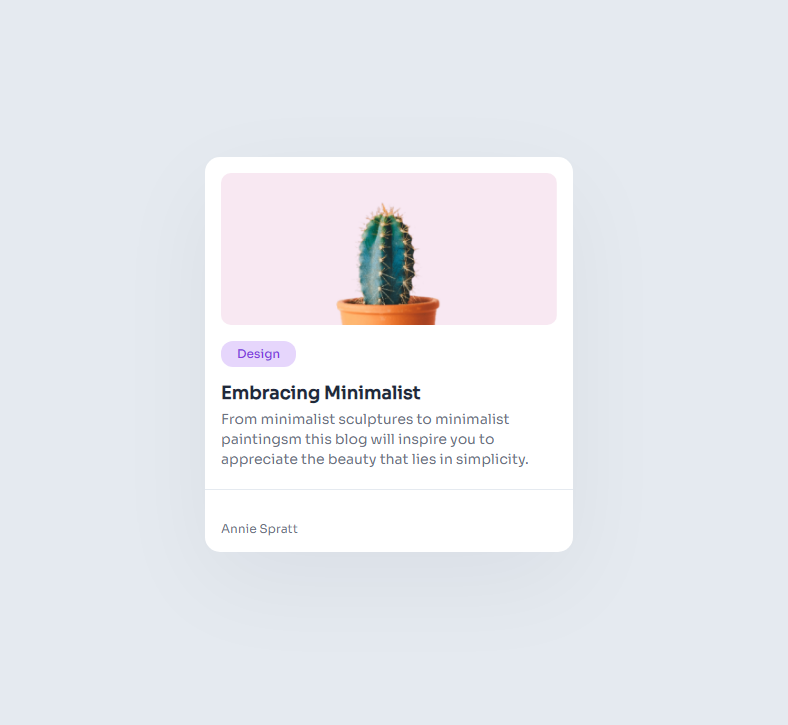 Design
Embracing Minimalist
From minimalist sculptures to minimalist
paintingsm this blog will inspire you to
appreciate the beauty that lies in simplicity.
Annie Spratt